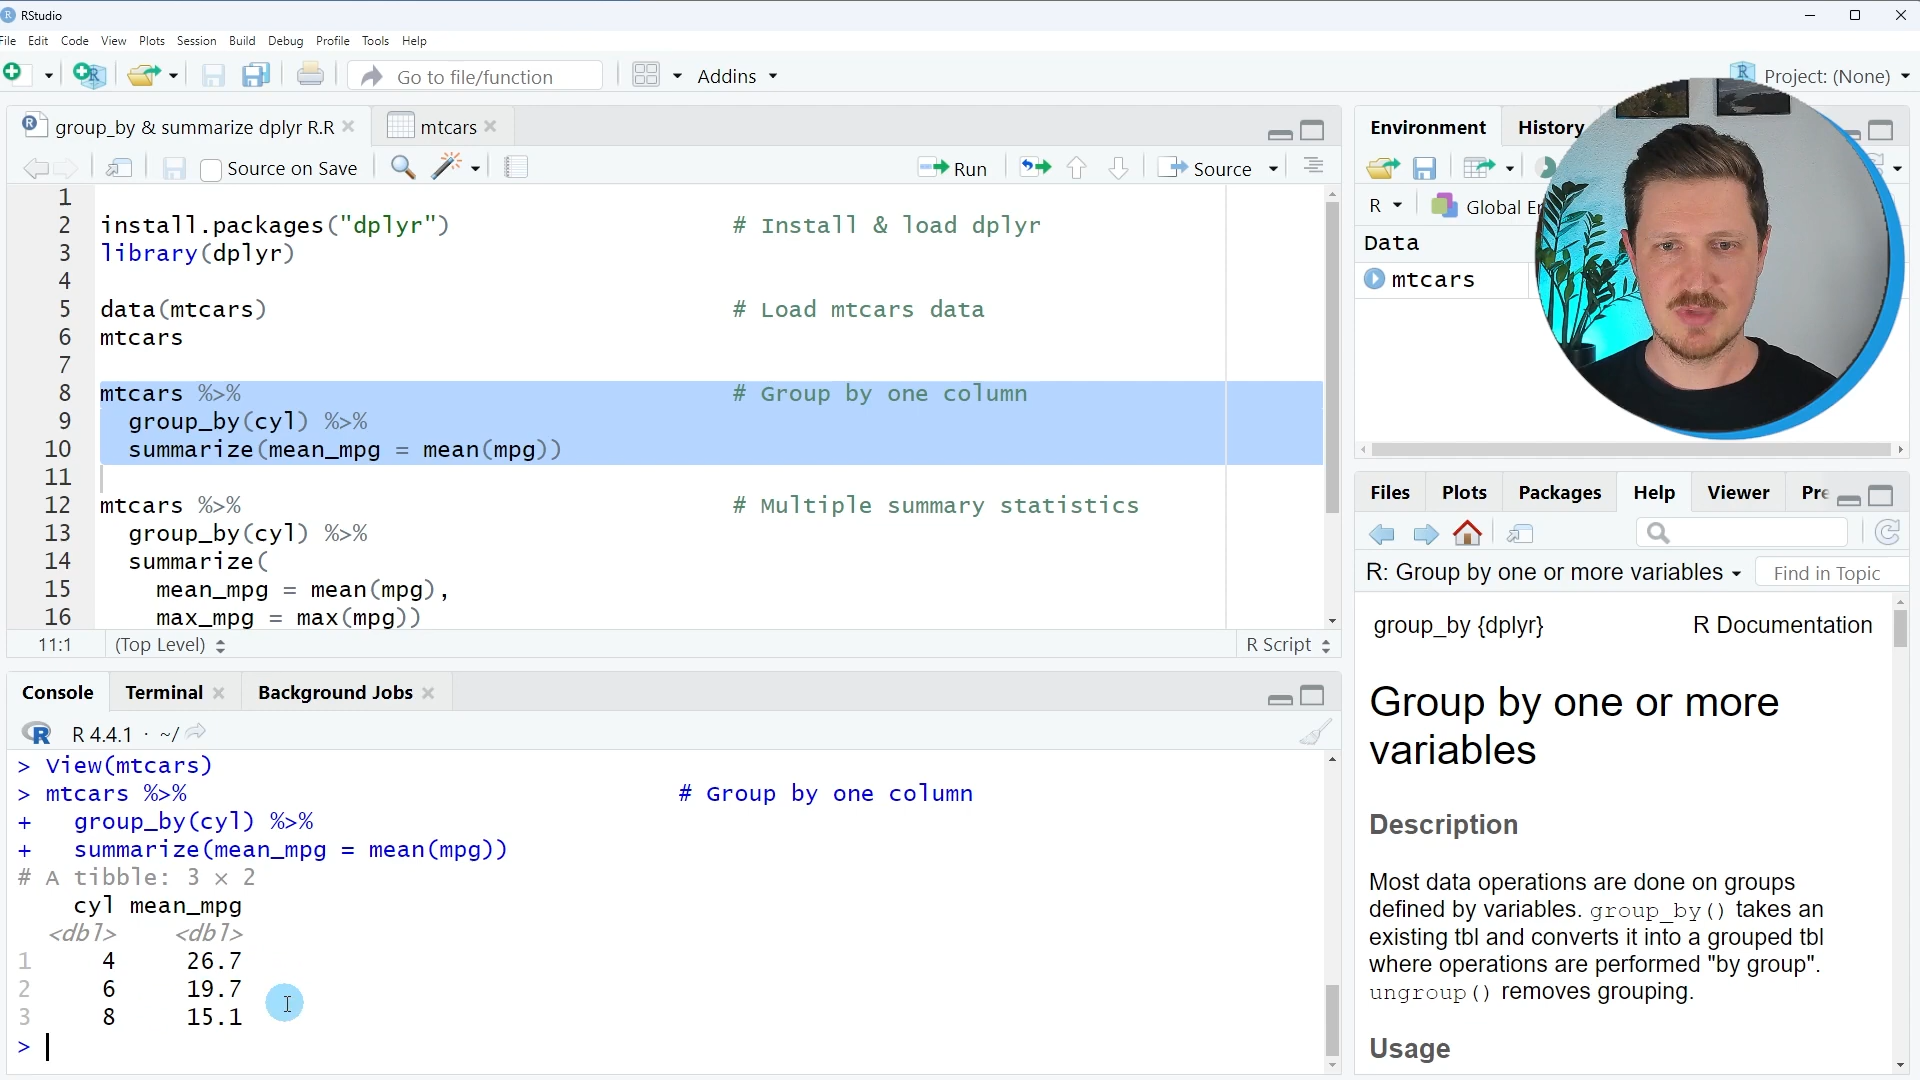 RStudio
File Edit Code View Plots Session Build Debug Profile Tools Help
Go to file/function Addins Project: (None)
group_by & summarize dplyr R.R mtcars
Source on Save Run Source
1
2 install.packages("dplyr") # Install & load dplyr
3 library(dplyr)
4
5 data(mtcars) # Load mtcars data
6 mtcars
7
8 mtcars %>% # Group by one column
9 group_by(cyl) %>%
10 summarize(mean_mpg = mean(mpg))
11
12 mtcars %>% # Multiple summary statistics
13 group_by(cyl) %>%
14 summarize(
15 mean_mpg = mean(mpg),
16 max_mpg = max(mpg))
11:1 (Top Level) R Script
Console Terminal Background Jobs
R 4.4.1 · ~/
> View(mtcars)
> mtcars %>% # Group by one column
+ group_by(cyl) %>%
+ summarize(mean_mpg = mean(mpg))
# A tibble: 3 × 2
cyl mean_mpg
<dbl> <dbl>
1 4 26.7
2 6 19.7
3 8 15.1
>
Environment History
R Global En
Data
mtcars
Files Plots Packages Help Viewer Pre
R: Group by one or more variables Find in Topic
group_by {dplyr} R Documentation
Group by one or more
variables
Description
Most data operations are done on groups
defined by variables. group_by() takes an
existing tbl and converts it into a grouped tbl
where operations are performed "by group".
ungroup() removes grouping.
Usage